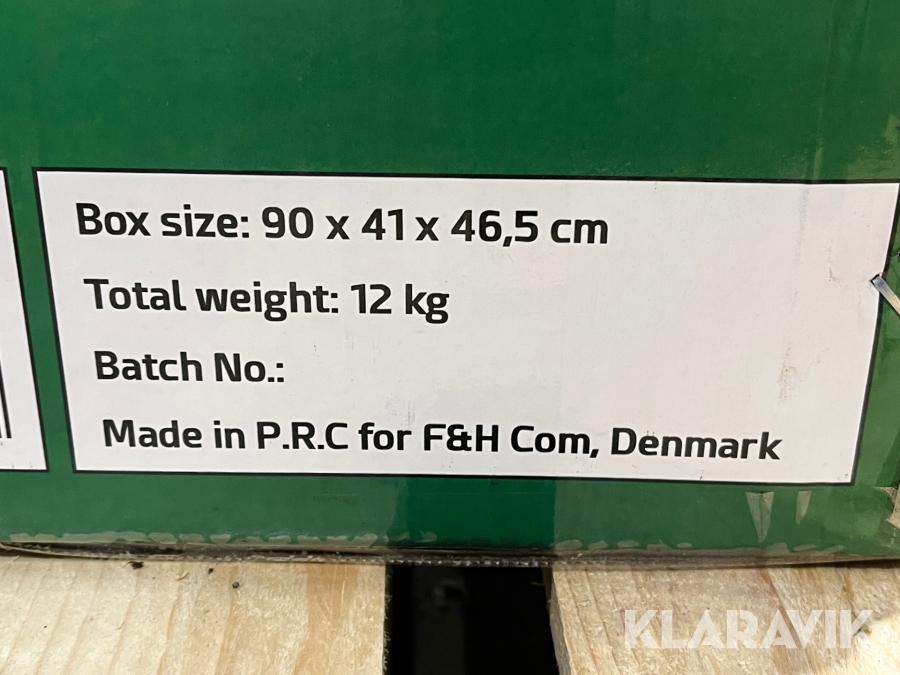 Box size: 90 x 41 x 46,5 cm
Total weight: 12 kg
Batch No.:
Made in P.R.C for F&H Com, Denmark
KLARAVIK